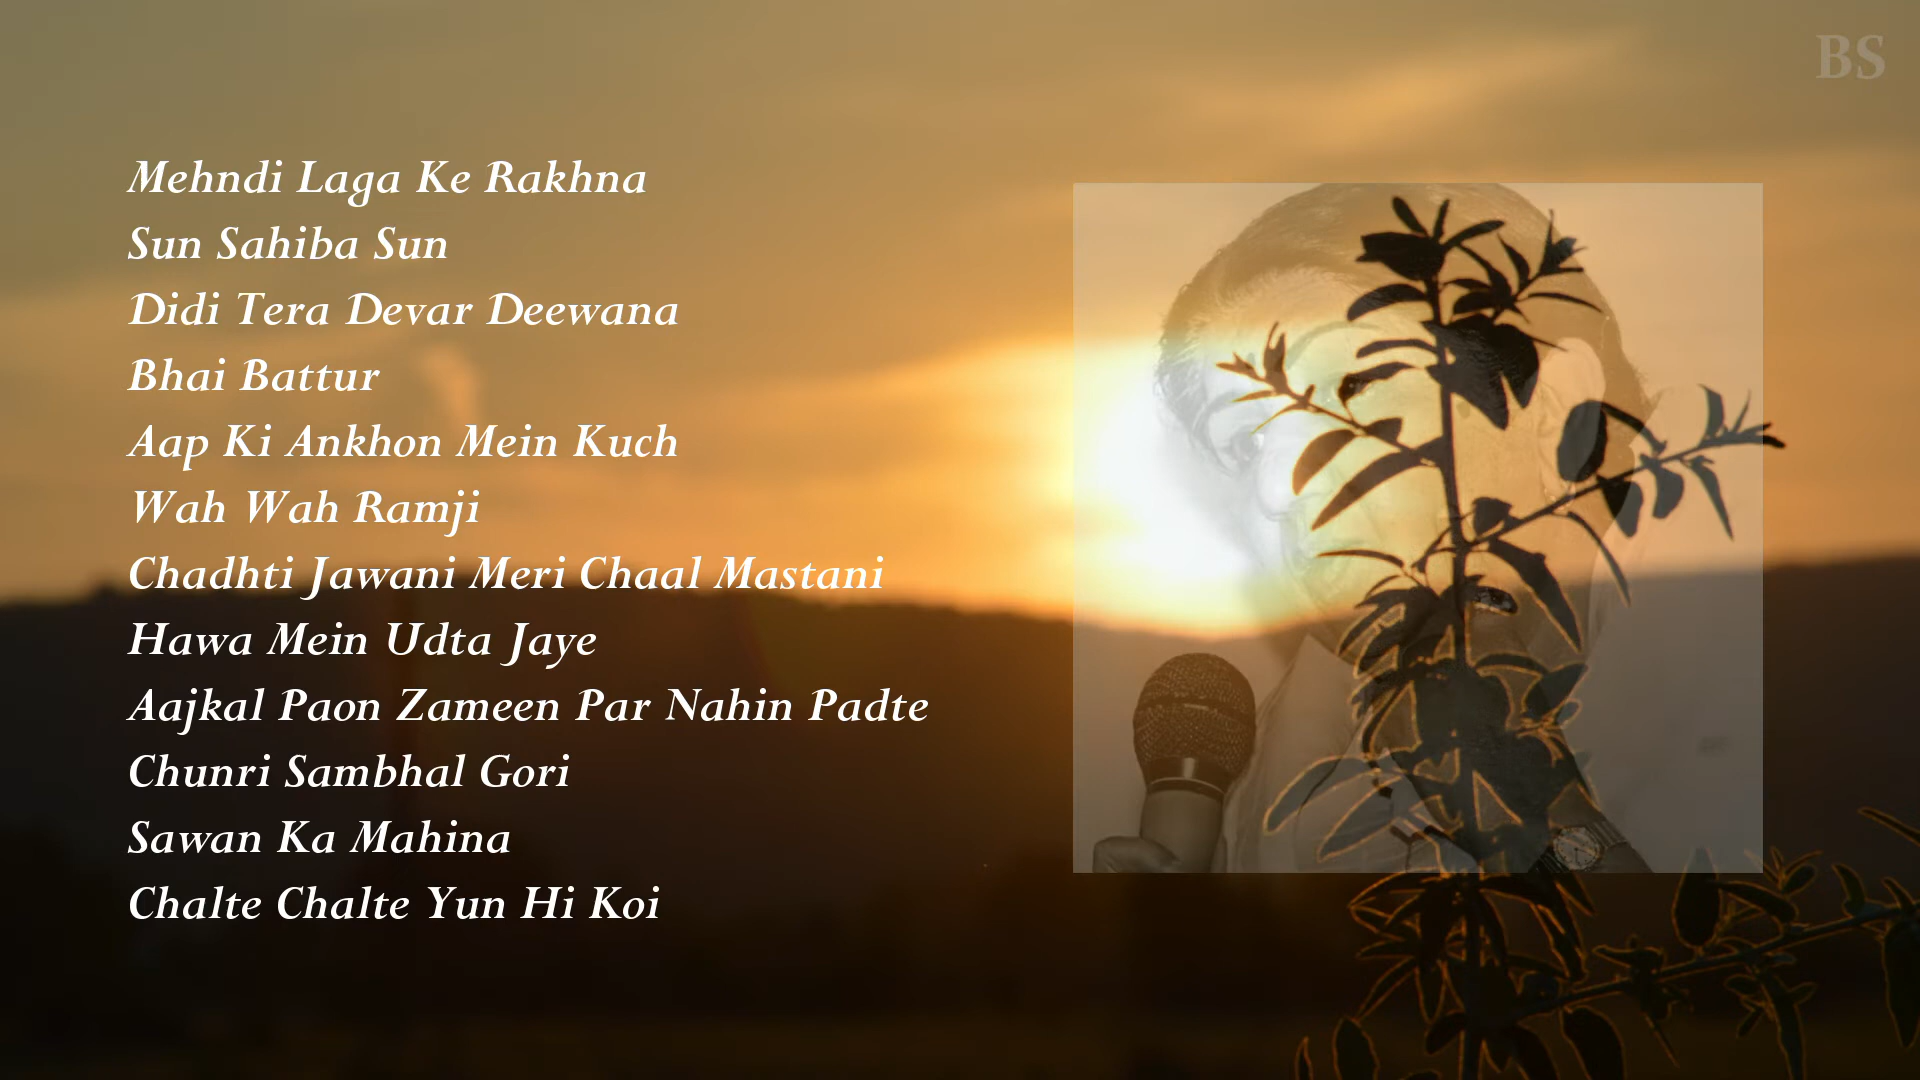 BS
Mehndi Laga Ke Rakhna
Sun Sahiba Sun
Didi Tera Devar Deewana
Bhai Battur
Aap Ki Ankhon Mein Kuch
Wah Wah Ramji
Chadhti Jawani Meri Chaal Mastani
Hawa Mein Udta Jaye
Aajkal Paon Zameen Par Nahin Padte
Chunri Sambhal Gori
Sawan Ka Mahina
Chalte Chalte Yun Hi Koi